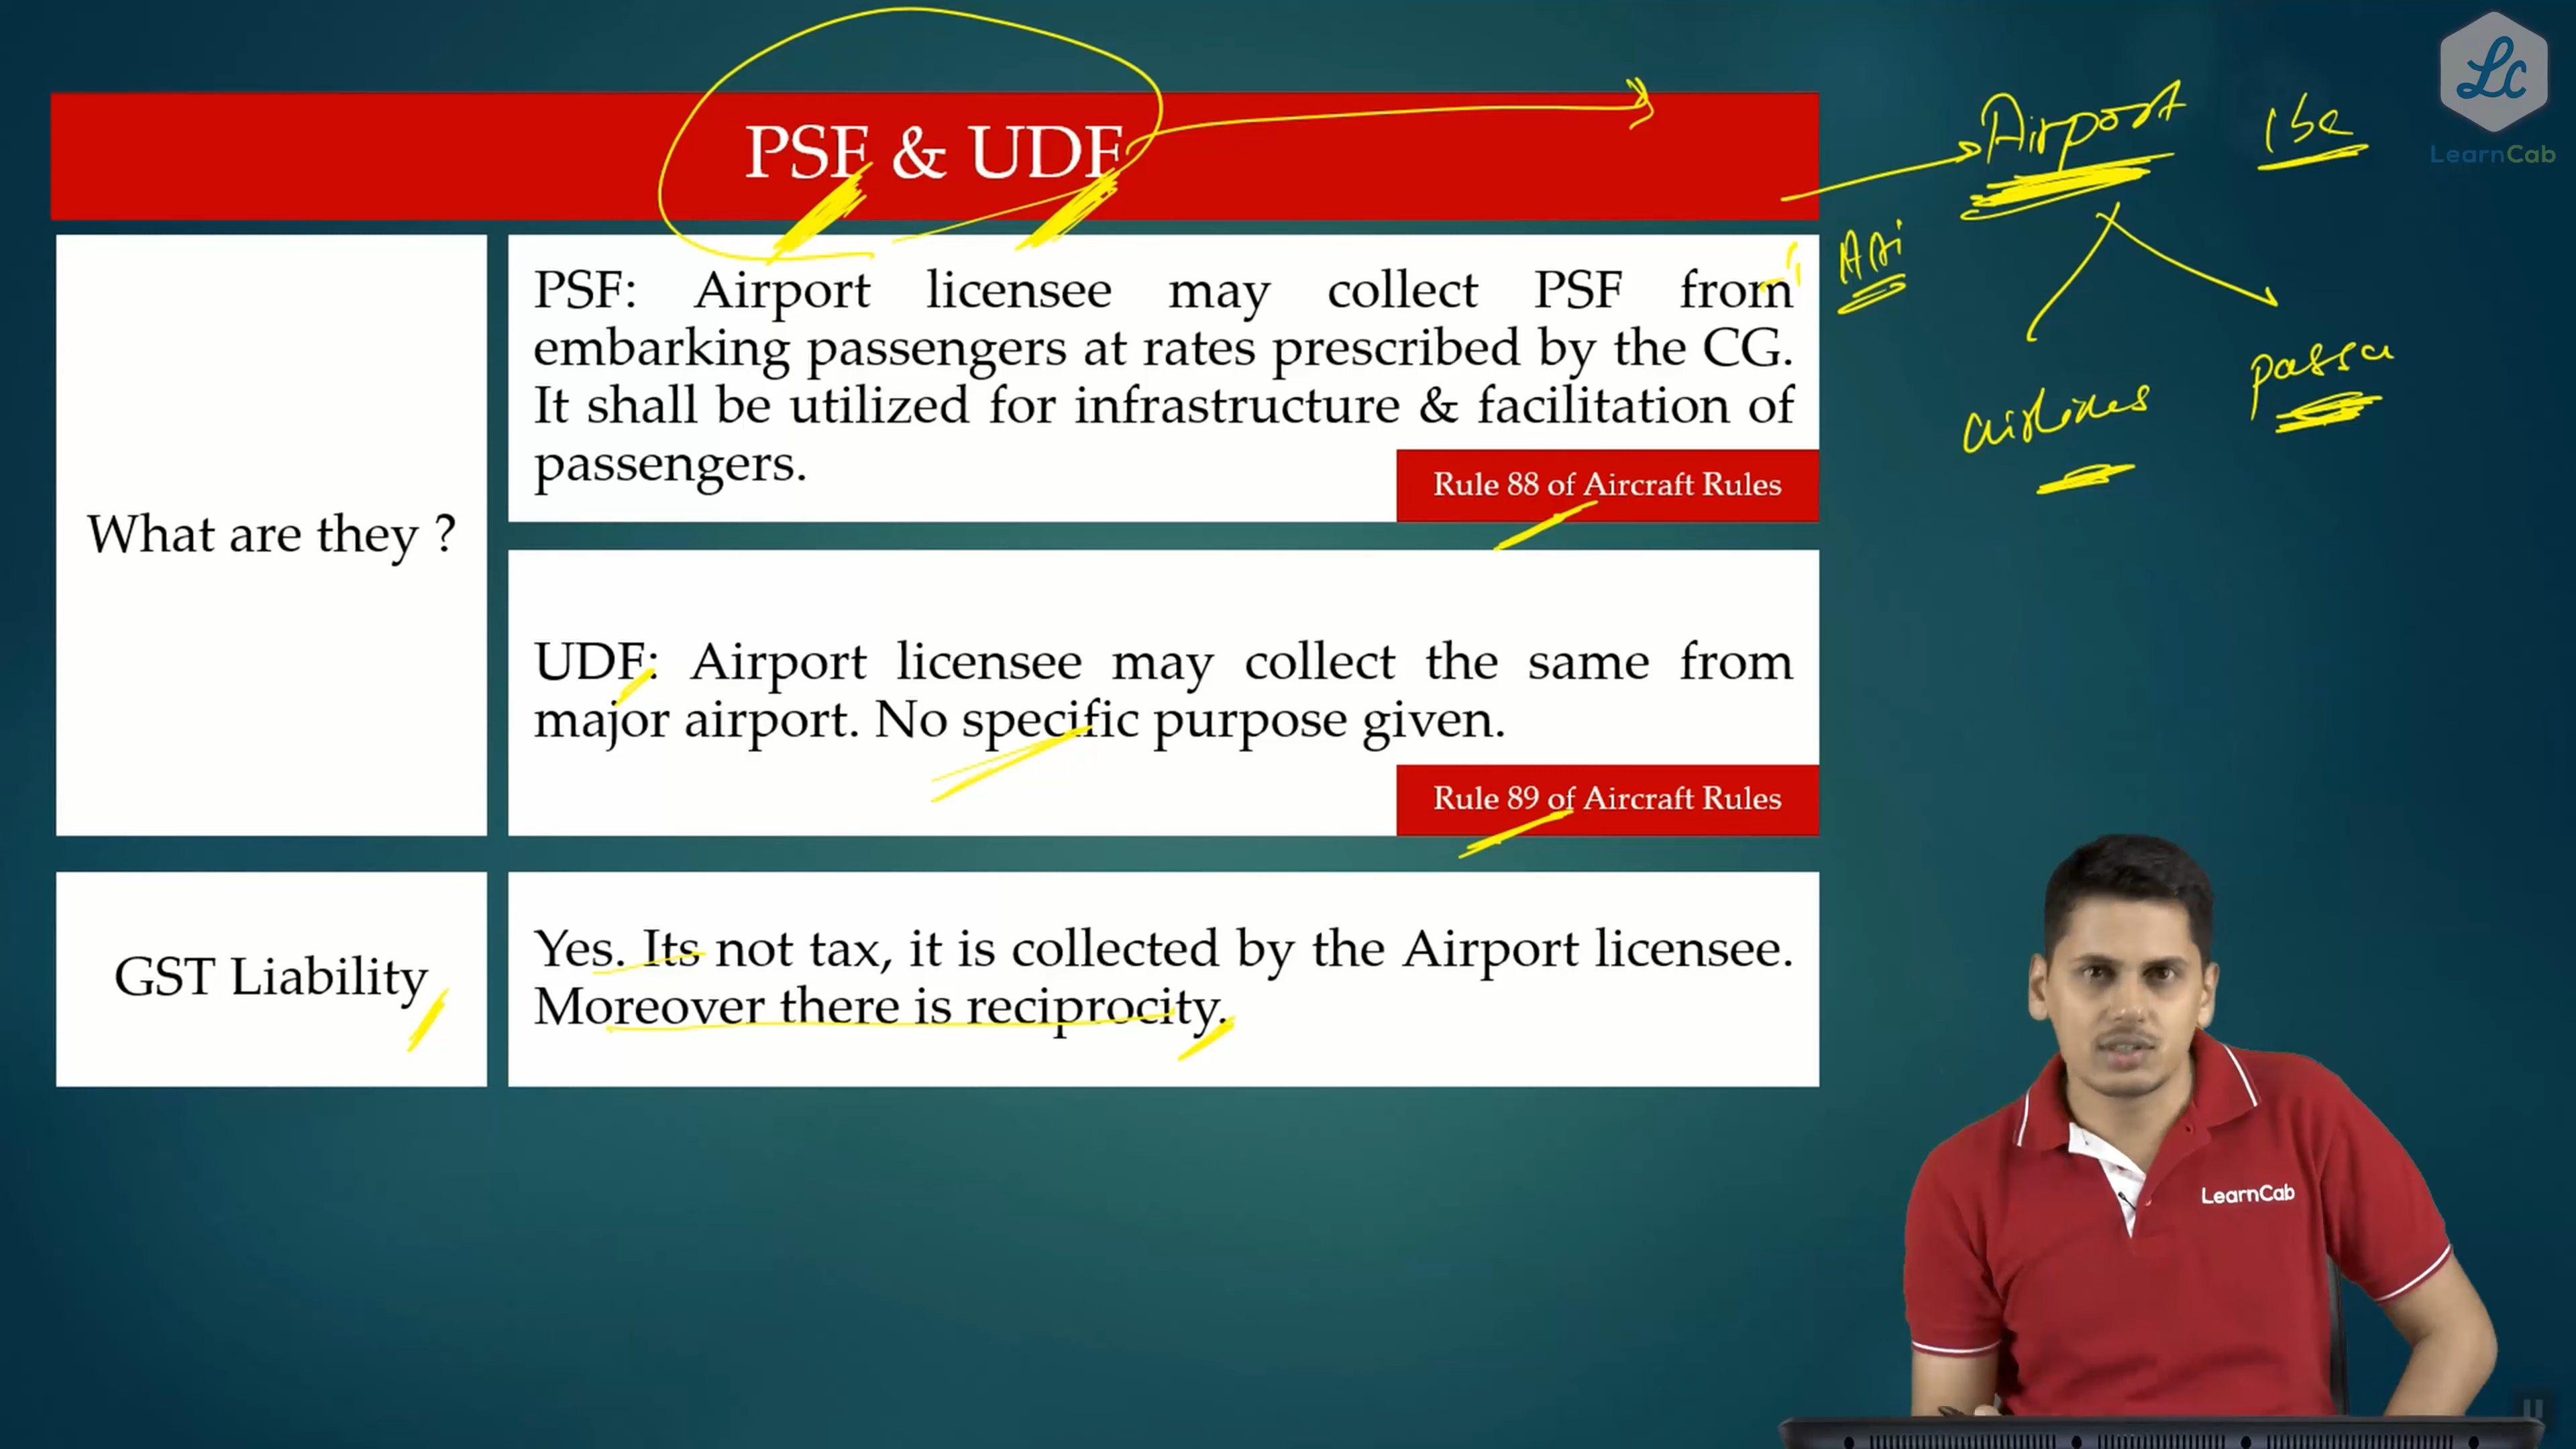 PSF & UDF
Airport
LearnCab
AAi
airlines
What are they ?
PSF: Airport licensee may collect PSF from
embarking passengers at rates prescribed by the CG.
It shall be utilized for infrastructure & facilitation of
passengers.
Rule 88 of Aircraft Rules
UDF: Airport licensee may collect the same from
major airport. No specific purpose given.
Rule 89 of Aircraft Rules
GST Liability
Yes. Its not tax, it is collected by the Airport licensee.
Moreover there is reciprocity.
LearnCab